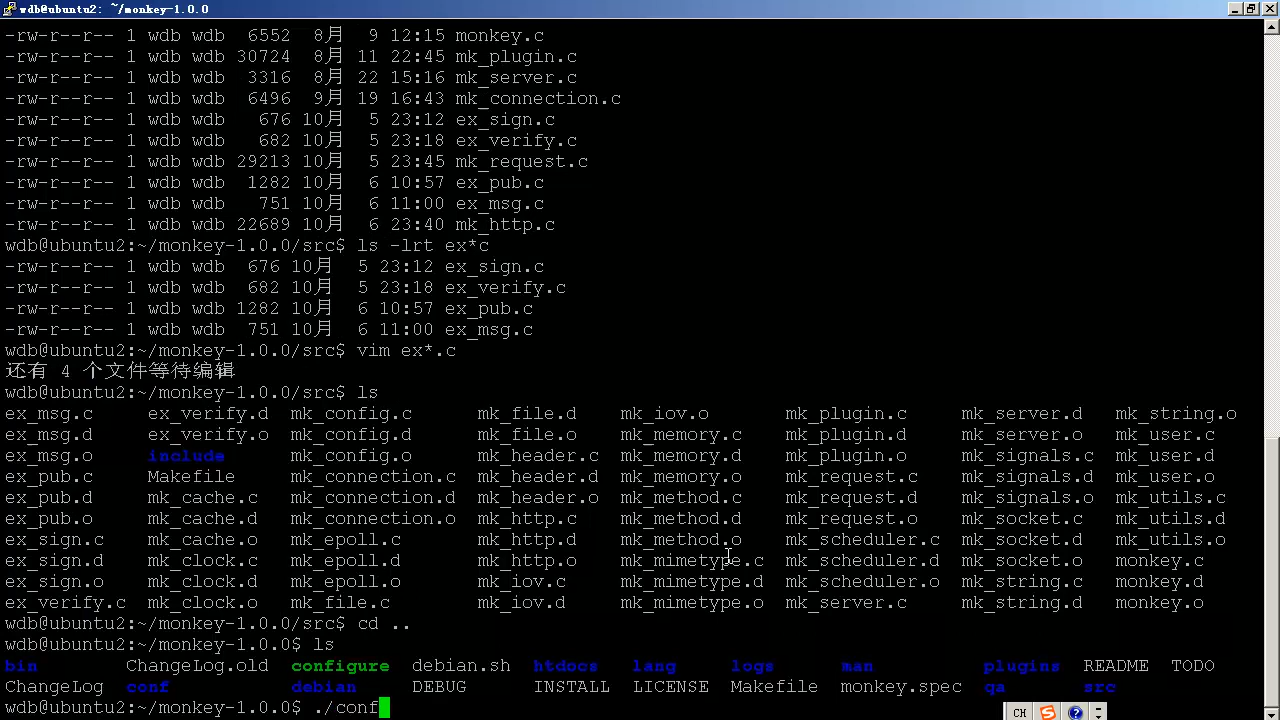 wdb@ubuntu2: ~/monkey-1.0.0
-rw-r--r-- 1 wdb wdb  6552  8月  9 12:15 monkey.c
-rw-r--r-- 1 wdb wdb 30724  8月 11 22:45 mk_plugin.c
-rw-r--r-- 1 wdb wdb  3316  8月 22 15:16 mk_server.c
-rw-r--r-- 1 wdb wdb  6496  9月 19 16:43 mk_connection.c
-rw-r--r-- 1 wdb wdb   676 10月  5 23:12 ex_sign.c
-rw-r--r-- 1 wdb wdb   682 10月  5 23:18 ex_verify.c
-rw-r--r-- 1 wdb wdb 29213 10月  5 23:45 mk_request.c
-rw-r--r-- 1 wdb wdb  1282 10月  6 10:57 ex_pub.c
-rw-r--r-- 1 wdb wdb   751 10月  6 11:00 ex_msg.c
-rw-r--r-- 1 wdb wdb 22689 10月  6 23:40 mk_http.c
wdb@ubuntu2:~/monkey-1.0.0/src$ ls -lrt ex*c
-rw-r--r-- 1 wdb wdb  676 10月  5 23:12 ex_sign.c
-rw-r--r-- 1 wdb wdb  682 10月  5 23:18 ex_verify.c
-rw-r--r-- 1 wdb wdb 1282 10月  6 10:57 ex_pub.c
-rw-r--r-- 1 wdb wdb  751 10月  6 11:00 ex_msg.c
wdb@ubuntu2:~/monkey-1.0.0/src$ vim ex*.c
还有 4 个文件等待编辑
wdb@ubuntu2:~/monkey-1.0.0/src$ ls
ex_msg.c     ex_verify.d  mk_config.c      mk_file.d    mk_iov.o       mk_plugin.c     mk_server.d   mk_string.o
ex_msg.d     ex_verify.o  mk_config.d      mk_file.o    mk_memory.c    mk_plugin.d     mk_server.o   mk_user.c
ex_msg.o     include      mk_config.o      mk_header.c  mk_memory.d    mk_plugin.o     mk_signals.c  mk_user.d
ex_pub.c     Makefile     mk_connection.c  mk_header.d  mk_memory.o    mk_request.c    mk_signals.d  mk_user.o
ex_pub.d     mk_cache.c   mk_connection.d  mk_header.o  mk_method.c    mk_request.d    mk_signals.o  mk_utils.c
ex_pub.o     mk_cache.d   mk_connection.o  mk_http.c    mk_method.d    mk_request.o    mk_socket.c   mk_utils.d
ex_sign.c    mk_cache.o   mk_epoll.c       mk_http.d    mk_method.o    mk_scheduler.c  mk_socket.d   mk_utils.o
ex_sign.d    mk_clock.c   mk_epoll.d       mk_http.o    mk_mimetype.c  mk_scheduler.d  mk_socket.o   monkey.c
ex_sign.o    mk_clock.d   mk_epoll.o       mk_iov.c     mk_mimetype.d  mk_scheduler.o  mk_string.c   monkey.d
ex_verify.c  mk_clock.o   mk_file.c        mk_iov.d     mk_mimetype.o  mk_server.c     mk_string.d   monkey.o
wdb@ubuntu2:~/monkey-1.0.0/src$ cd ..
wdb@ubuntu2:~/monkey-1.0.0$ ls
bin        ChangeLog.old  configure  debian.sh  htdocs   lang     logs      man          plugins  README  TODO
ChangeLog  conf           debian     DEBUG      INSTALL  LICENSE  Makefile  monkey.spec  qa       src
wdb@ubuntu2:~/monkey-1.0.0$ ./conf
CH